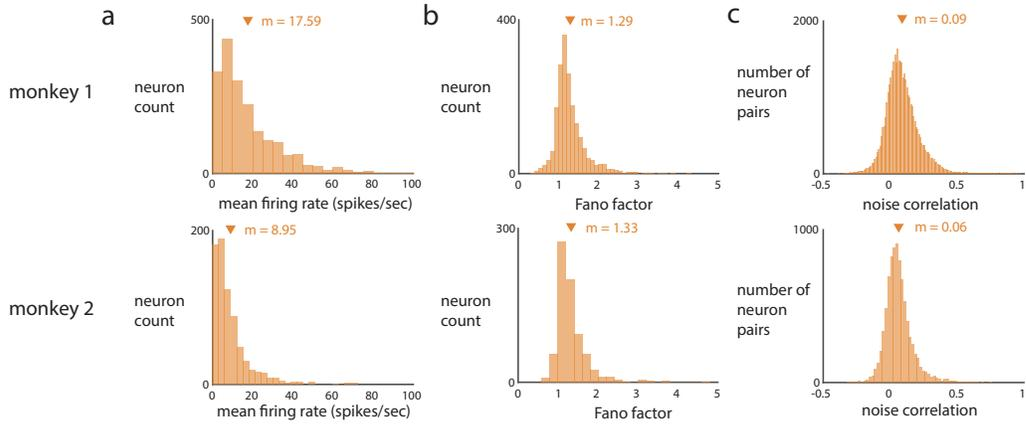 a
b
c
monkey 1
500
m = 17.59
neuron
count
0
0 20 40 60 80 100
mean firing rate (spikes/sec)
400
m = 1.29
neuron
count
0
0 1 2 3 4 5
Fano factor
2000
m = 0.09
number of
neuron
pairs
0
-0.5 0 0.5 1
noise correlation
monkey 2
200
m = 8.95
neuron
count
0
0 20 40 60 80 100
mean firing rate (spikes/sec)
300
m = 1.33
neuron
count
0
0 1 2 3 4 5
Fano factor
1000
m = 0.06
number of
neuron
pairs
0
-0.5 0 0.5 1
noise correlation